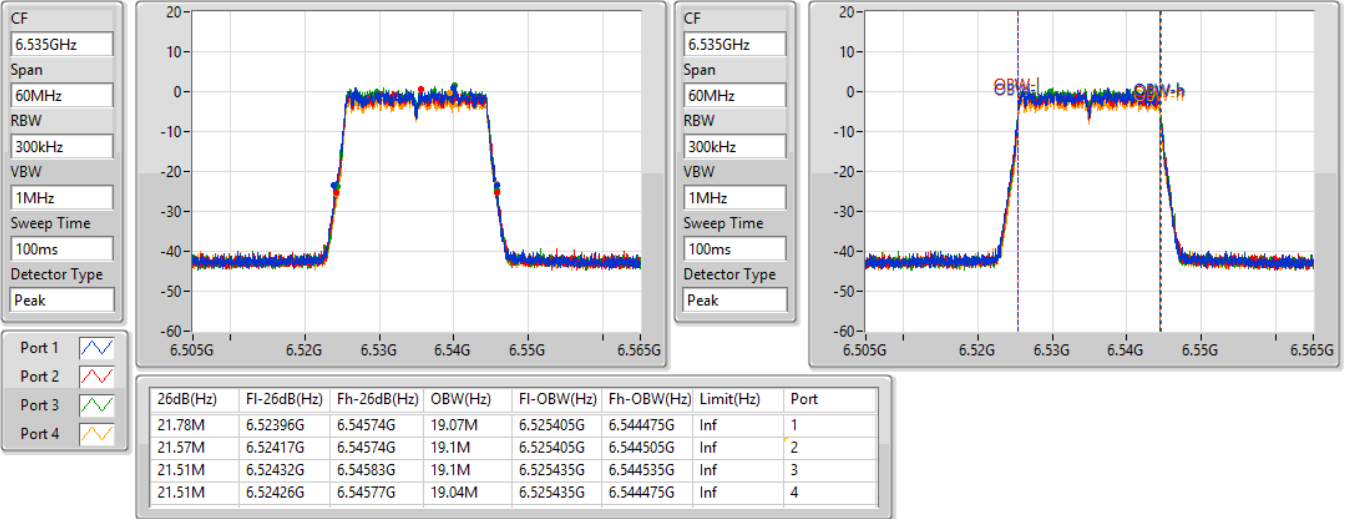 CF
6.535GHz
Span
60MHz
RBW
300kHz
VBW
1MHz
Sweep Time
100ms
Detector Type
Peak
20
10
0
-10
-20
-30
-40
-50
-60
6.505G 6.52G 6.53G 6.54G 6.55G 6.565G
CF
6.535GHz
Span
60MHz
RBW
300kHz
VBW
1MHz
Sweep Time
100ms
Detector Type
Peak
20
10
0
-10
-20
-30
-40
-50
-60
OBW-l
OBW-h
6.505G 6.52G 6.53G 6.54G 6.55G 6.565G
Port 1
Port 2
Port 3
Port 4
26dB(Hz) Fl-26dB(Hz) Fh-26dB(Hz) OBW(Hz) Fl-OBW(Hz) Fh-OBW(Hz) Limit(Hz) Port
21.78M 6.52396G 6.54574G 19.07M 6.525405G 6.544475G Inf 1
21.57M 6.52417G 6.54574G 19.1M 6.525405G 6.544505G Inf 2
21.51M 6.52432G 6.54583G 19.1M 6.525435G 6.544535G Inf 3
21.51M 6.52426G 6.54577G 19.04M 6.525435G 6.544475G Inf 4